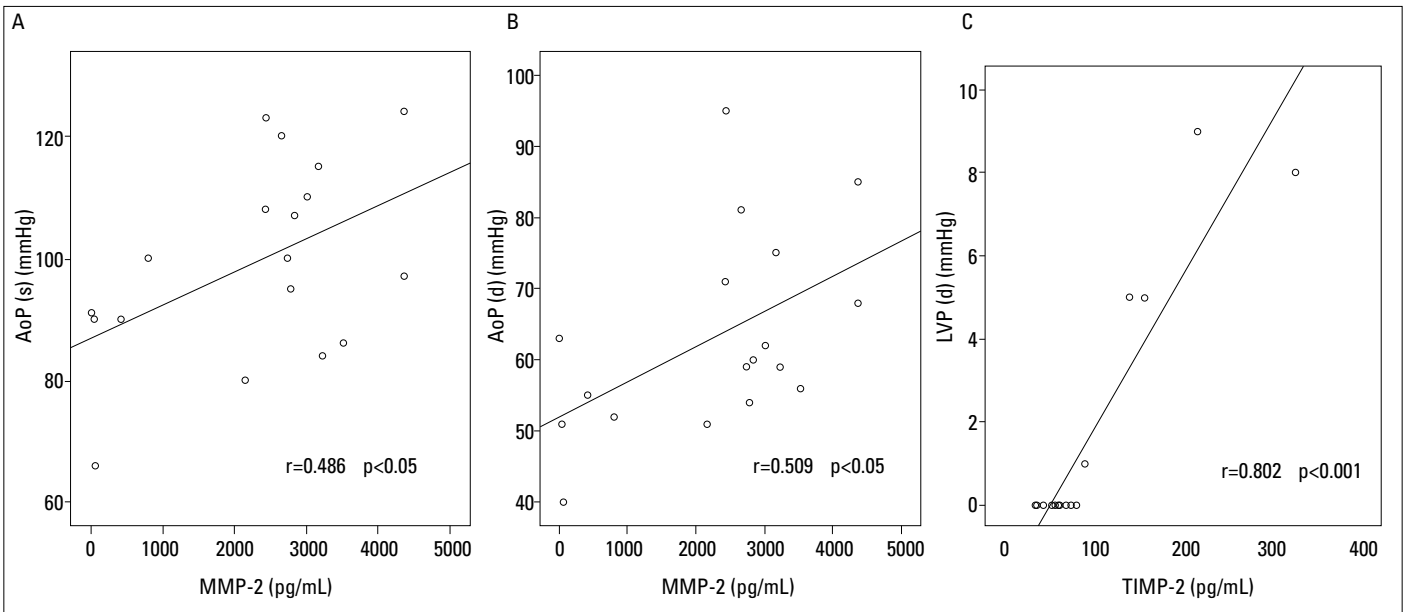 A
AoP (s) (mmHg)
120
100
80
60
0 1000 2000 3000 4000 5000
MMP-2 (pg/mL)
r=0.486 p<0.05
B
AoP (d) (mmHg)
100
90
80
70
60
50
40
0 1000 2000 3000 4000 5000
MMP-2 (pg/mL)
r=0.509 p<0.05
C
LVP (d) (mmHg)
10
8
6
4
2
0
0 100 200 300 400
TIMP-2 (pg/mL)
r=0.802 p<0.001